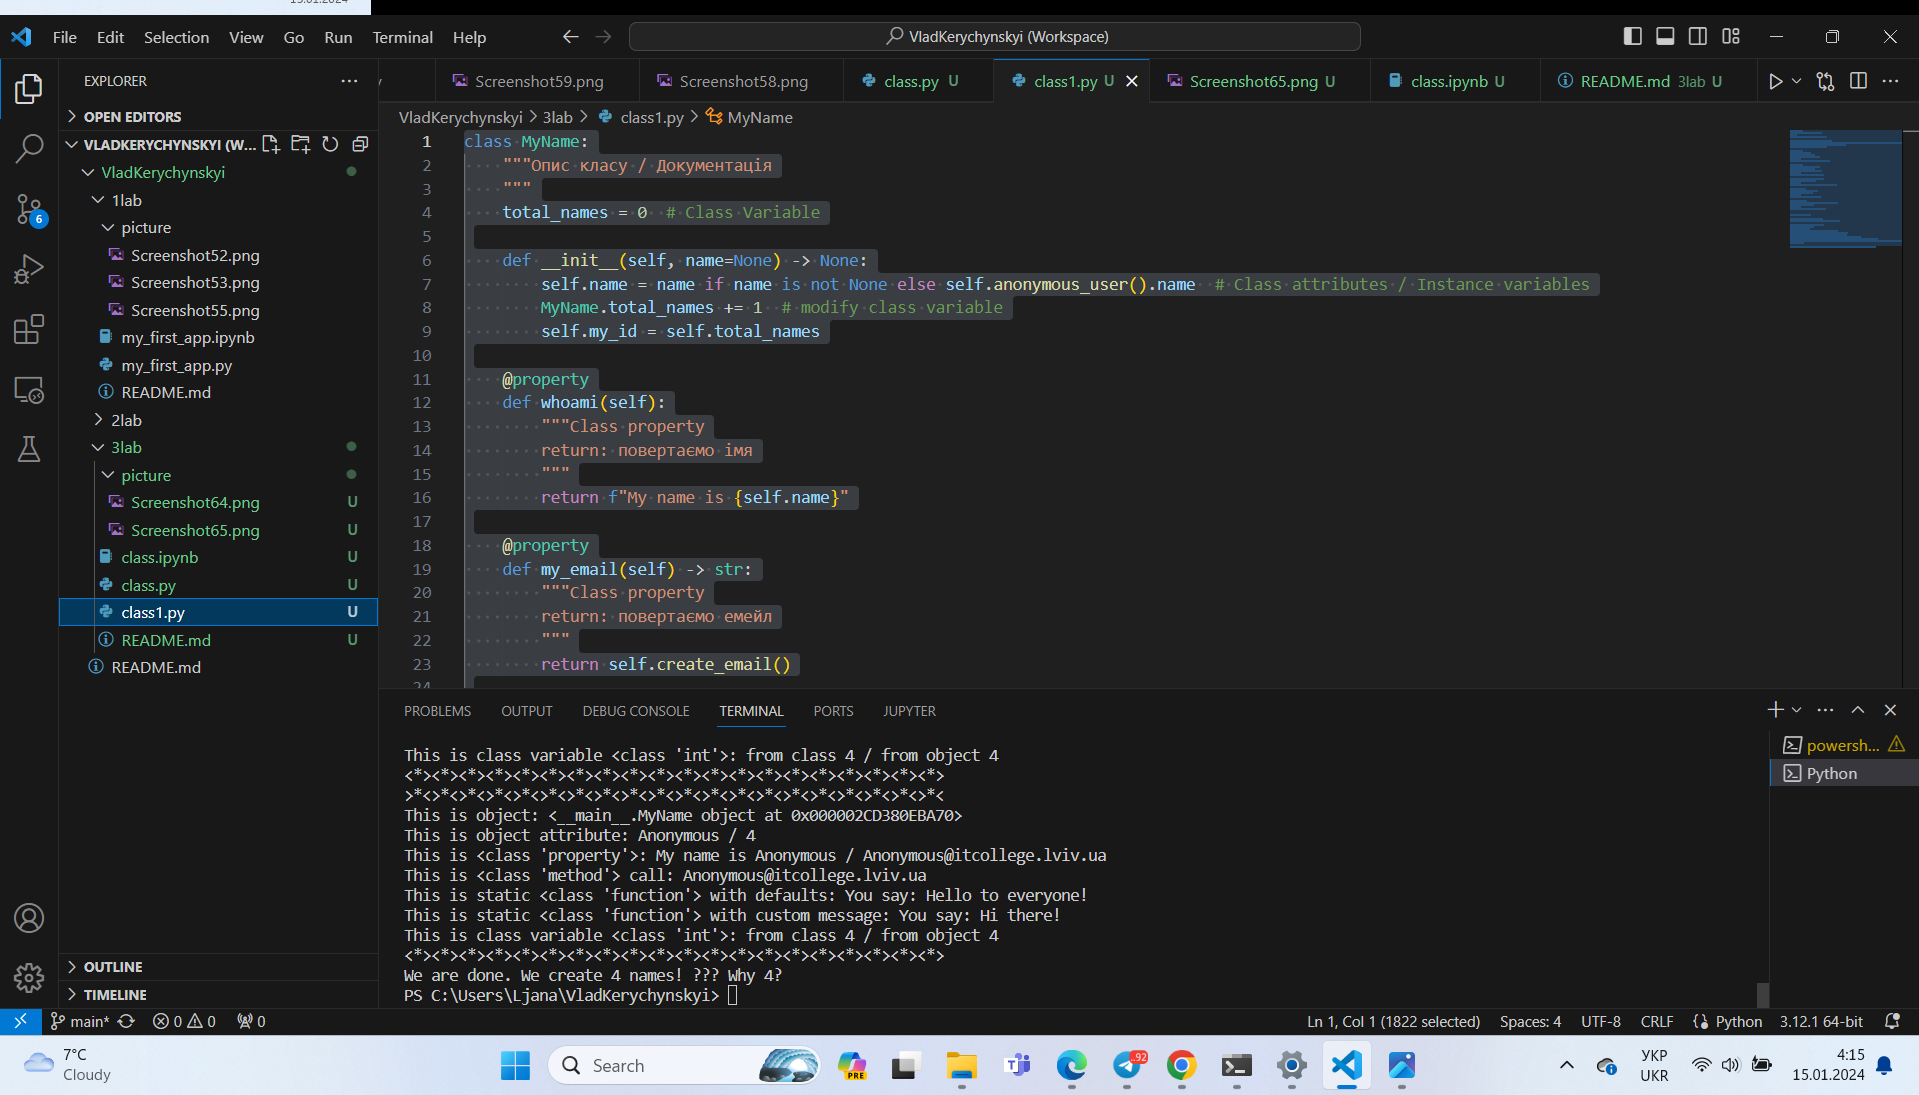 File Edit Selection View Go Run Terminal Help
VladKerychynskyi (Workspace)
EXPLORER
Screenshot59.png
Screenshot58.png
class.py U
class1.py U
Screenshot65.png U
class.ipynb U
README.md 3lab U
OPEN EDITORS
VLADKERYCHYNSKYI (W...
VladKerychynskyi
1lab
picture
Screenshot52.png
Screenshot53.png
Screenshot55.png
my_first_app.ipynb
my_first_app.py
README.md
2lab
3lab
picture
Screenshot64.png U
Screenshot65.png U
class.ipynb U
class.py U
class1.py U
README.md U
README.md
OUTLINE
TIMELINE
6
VladKerychynskyi > 3lab > class1.py > MyName
1 class MyName:
2 """Опис класу / Документація
3 """
4 total_names = 0 # Class Variable
5
6 def __init__(self, name=None) -> None:
7 self.name = name if name is not None else self.anonymous_user().name # Class attributes / Instance variables
8 MyName.total_names += 1 # modify class variable
9 self.my_id = self.total_names
10
11 @property
12 def whoami(self):
13 """Class property
14 return: повертаємо імя
15 """
16 return f"My name is {self.name}"
17
18 @property
19 def my_email(self) -> str:
20 """Class property
21 return: повертаємо емейл
22 """
23 return self.create_email()
24
PROBLEMS OUTPUT DEBUG CONSOLE TERMINAL PORTS JUPYTER
This is class variable <class 'int'>: from class 4 / from object 4
<*><*><*><*><*><*><*><*><*><*><*><*><*><*><*><*><*><*><*><*>
>*<>*<>*<>*<>*<>*<>*<>*<>*<>*<>*<>*<>*<>*<>*<>*<>*<>*<>*<>*<
This is object: <__main__.MyName object at 0x000002CD380EBA70>
This is object attribute: Anonymous / 4
This is <class 'property'>: My name is Anonymous / Anonymous@itcollege.lviv.ua
This is <class 'method'> call: Anonymous@itcollege.lviv.ua
This is static <class 'function'> with defaults: You say: Hello to everyone!
This is static <class 'function'> with custom message: You say: Hi there!
This is class variable <class 'int'>: from class 4 / from object 4
<*><*><*><*><*><*><*><*><*><*><*><*><*><*><*><*><*><*><*><*>
We are done. We create 4 names! ??? Why 4?
PS C:\Users\Ljana\VladKerychynskyi>
powersh...
Python
main* 0 0 0
Ln 1, Col 1 (1822 selected) Spaces: 4 UTF-8 CRLF Python 3.12.1 64-bit
7°C
Cloudy
Search
PRE
92
УКР
UKR
4:15
15.01.2024